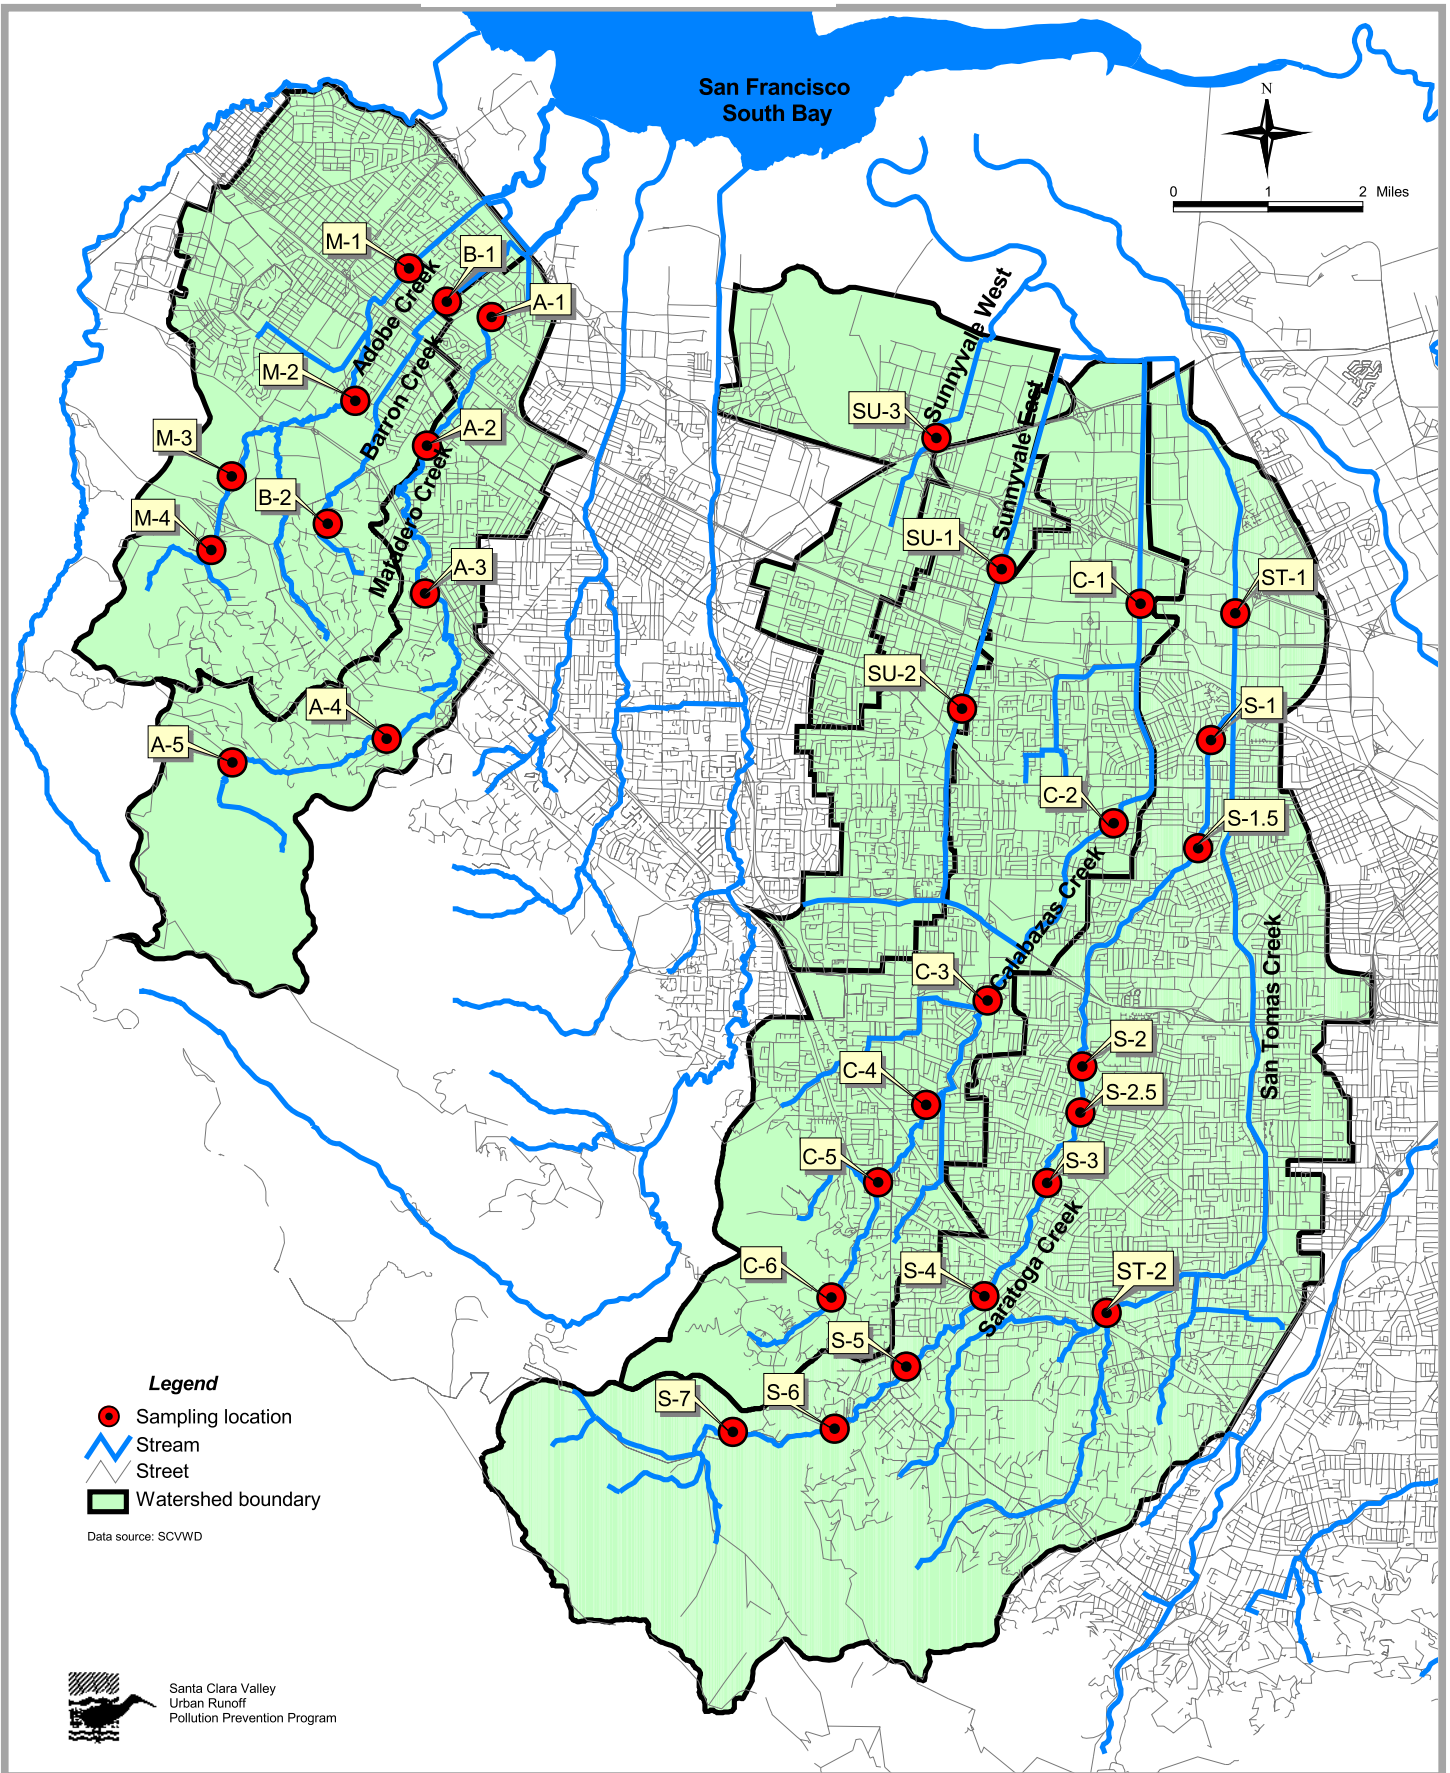 San Francisco
South Bay
N
0 1 2 Miles
M-1
B-1
A-1
Adobe Creek
M-2
Barron Creek
A-2
M-3
B-2
Matadero Creek
M-4
A-3
A-4
A-5
Sunnyvale West
SU-3
Sunnyvale East
SU-1
C-1
ST-1
SU-2
S-1
C-2
S-1.5
Calabazas Creek
C-3
San Tomas Creek
S-2
C-4
S-2.5
C-5
S-3
Saratoga Creek
C-6
S-4
ST-2
S-5
S-6
S-7
Legend
Sampling location
Stream
Street
Watershed boundary
Data source: SCVWD
Santa Clara Valley
Urban Runoff
Pollution Prevention Program